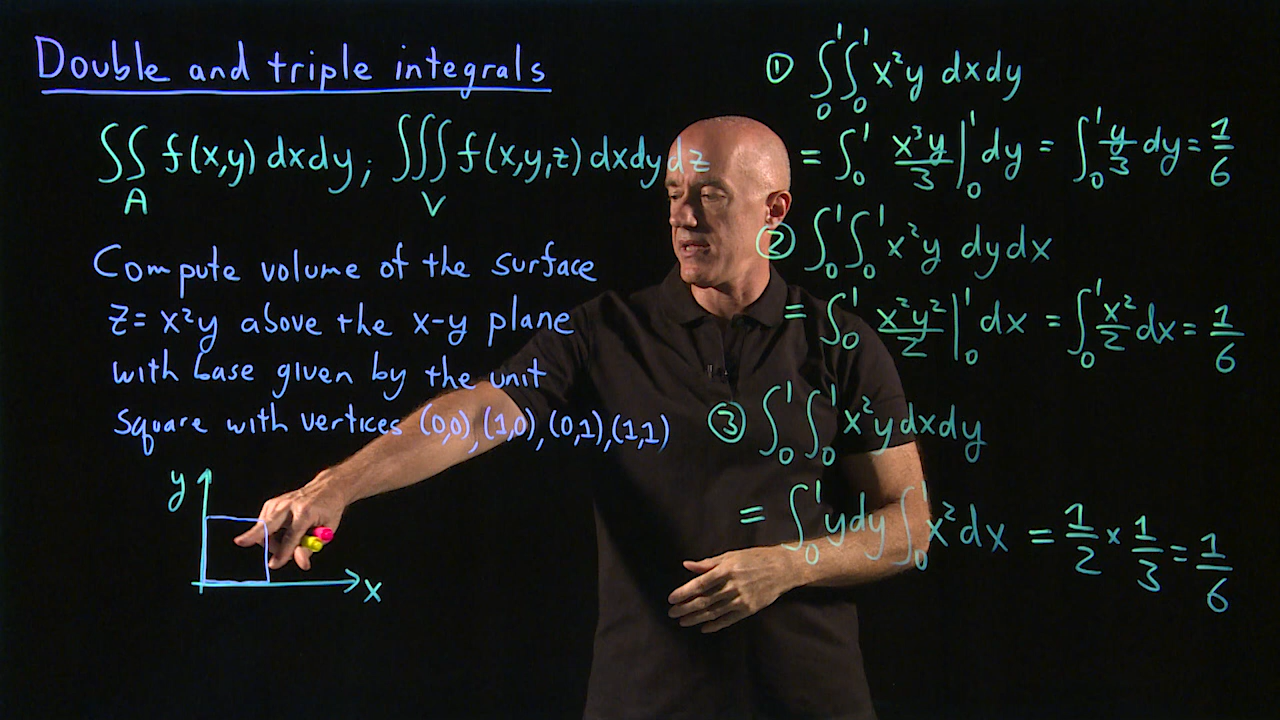 Double and triple integrals
∬_A f(x,y) dxdy; ∭_V f(x,y,z) dxdydz
Compute volume of the surface
z = x²y above the x-y plane
with base given by the unit
square with vertices (0,0), (1,0), (0,1), (1,1)
y
x
① ∫₀¹∫₀¹ x²y dxdy
= ∫₀¹ x³y/3 |₀¹ dy = ∫₀¹ y/3 dy = 1/6
② ∫₀¹∫₀¹ x²y dydx
= ∫₀¹ x²y²/2 |₀¹ dx = ∫₀¹ x²/2 dx = 1/6
③ ∫₀¹∫₀¹ x²y dxdy
= ∫₀¹ y dy ∫₀¹ x² dx = 1/2 × 1/3 = 1/6